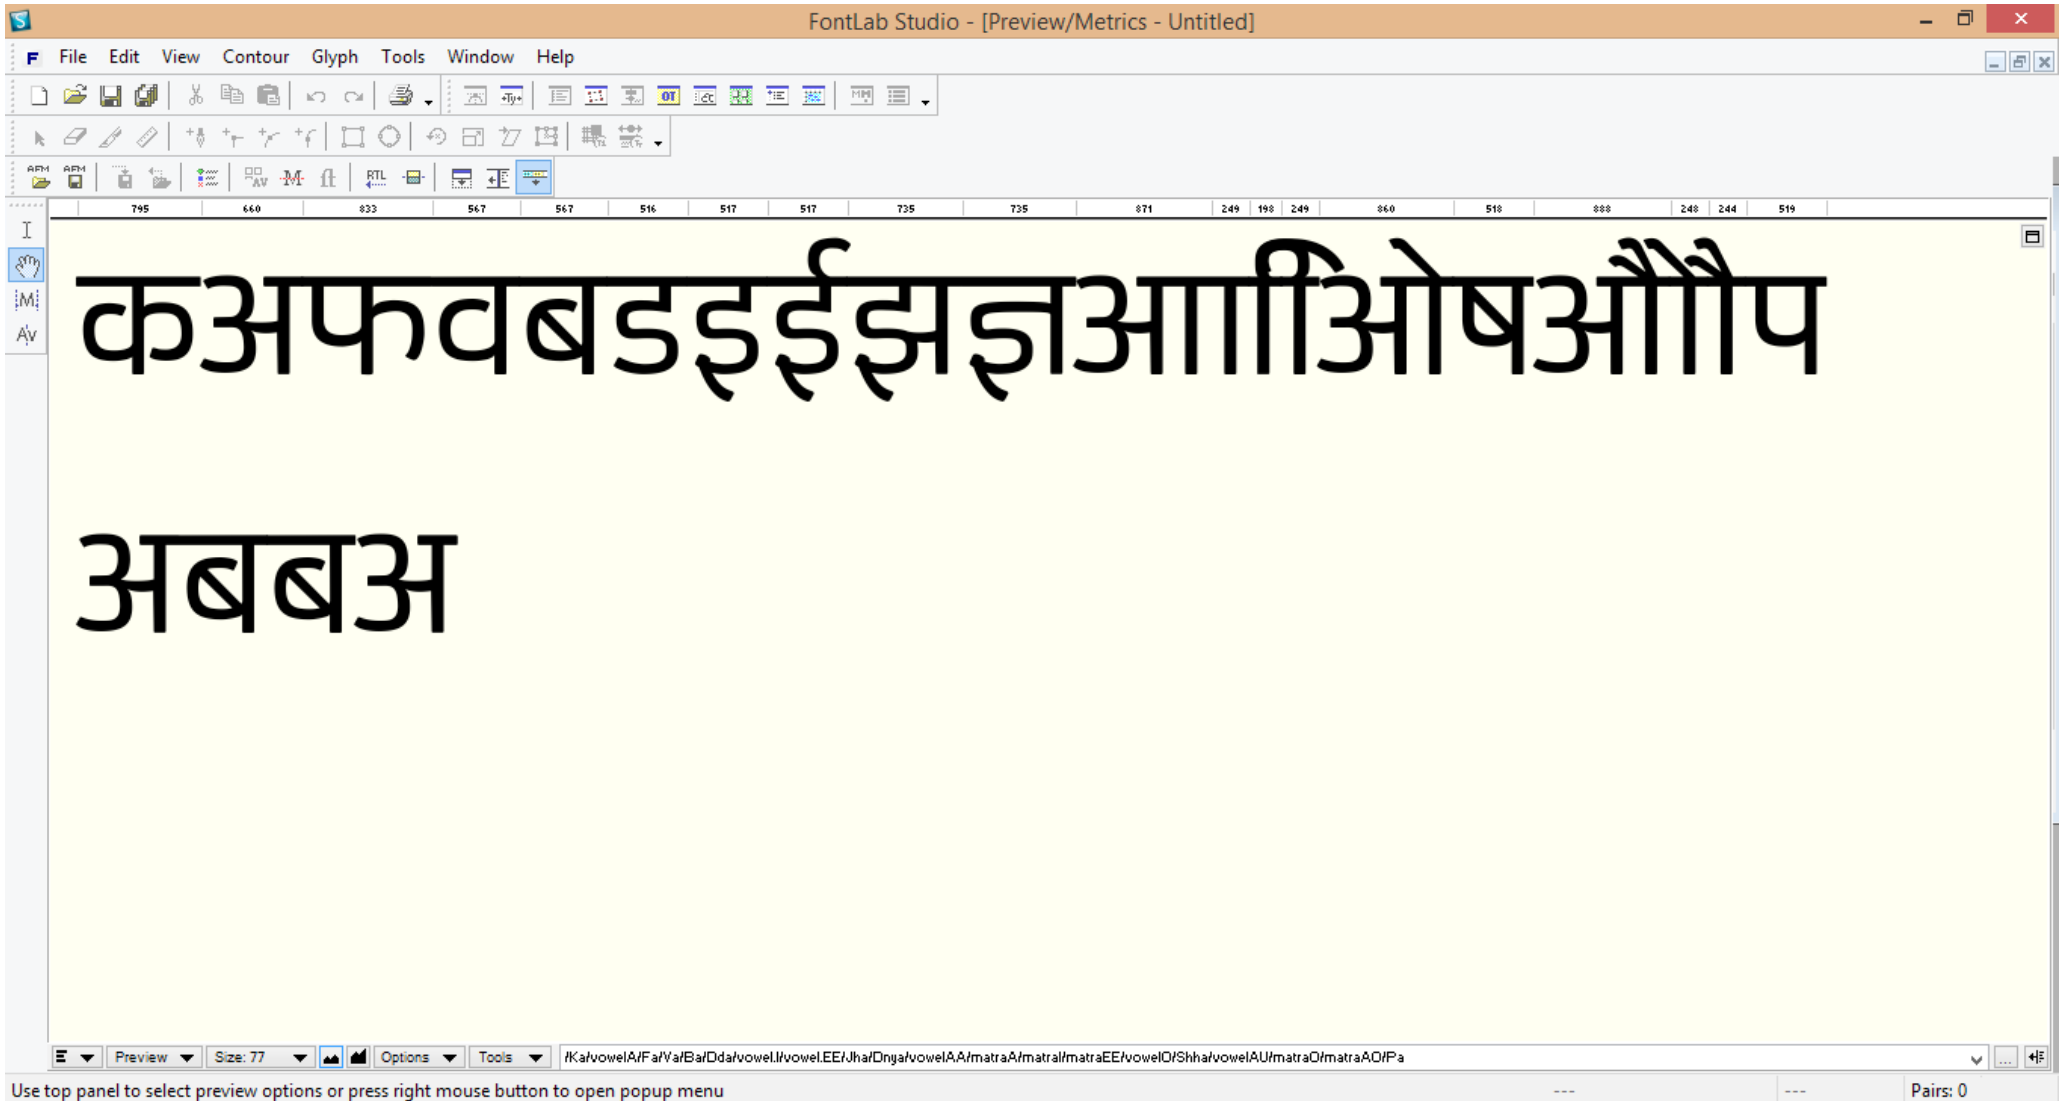 FontLab Studio - [Preview/Metrics - Untitled]
File Edit View Contour Glyph Tools Window Help
795 660 833 567 567 516 517 517 735 735 871 249 198 249 860 518 888 248 244 519
कअफवबडइईझज्ञआािीओषऔोौप
अबबअ
Preview Size: 77 Options Tools /Ka/vowelA/Fa/Va/Ba/Dda/vowel.I/vowel.EE/Jha/Dnya/vowelAA/matraA/matraI/matraEE/vowelO/Shha/vowelAU/matraO/matraAO/Pa
Use top panel to select preview options or press right mouse button to open popup menu --- --- Pairs: 0